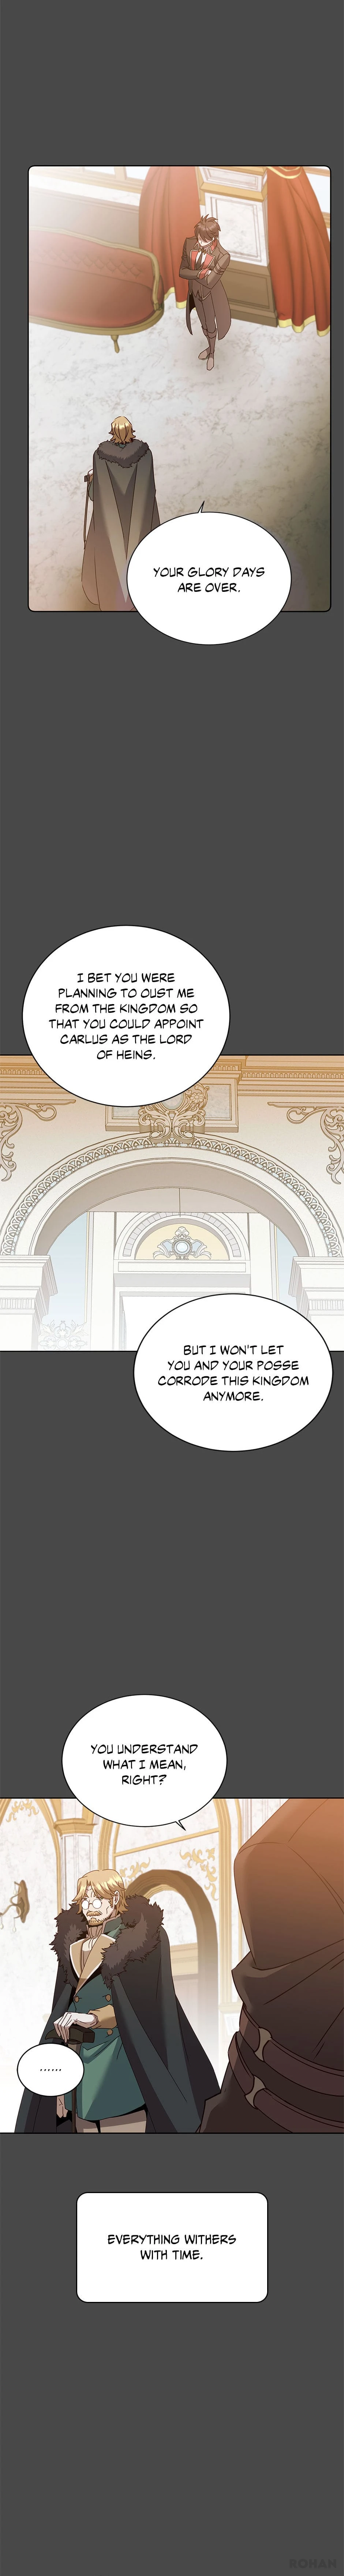 YOUR GLORY DAYS
ARE OVER.
I BET YOU WERE
PLANNING TO OUST ME
FROM THE KINGDOM SO
THAT YOU COULD APPOINT
CARLUS AS THE LORD
OF HEINS.
BUT I WON'T LET
YOU AND YOUR POSSE
CORRODE THIS KINGDOM
ANYMORE.
YOU UNDERSTAND
WHAT I MEAN,
RIGHT?
......
EVERYTHING WITHERS
WITH TIME.
ROHAN